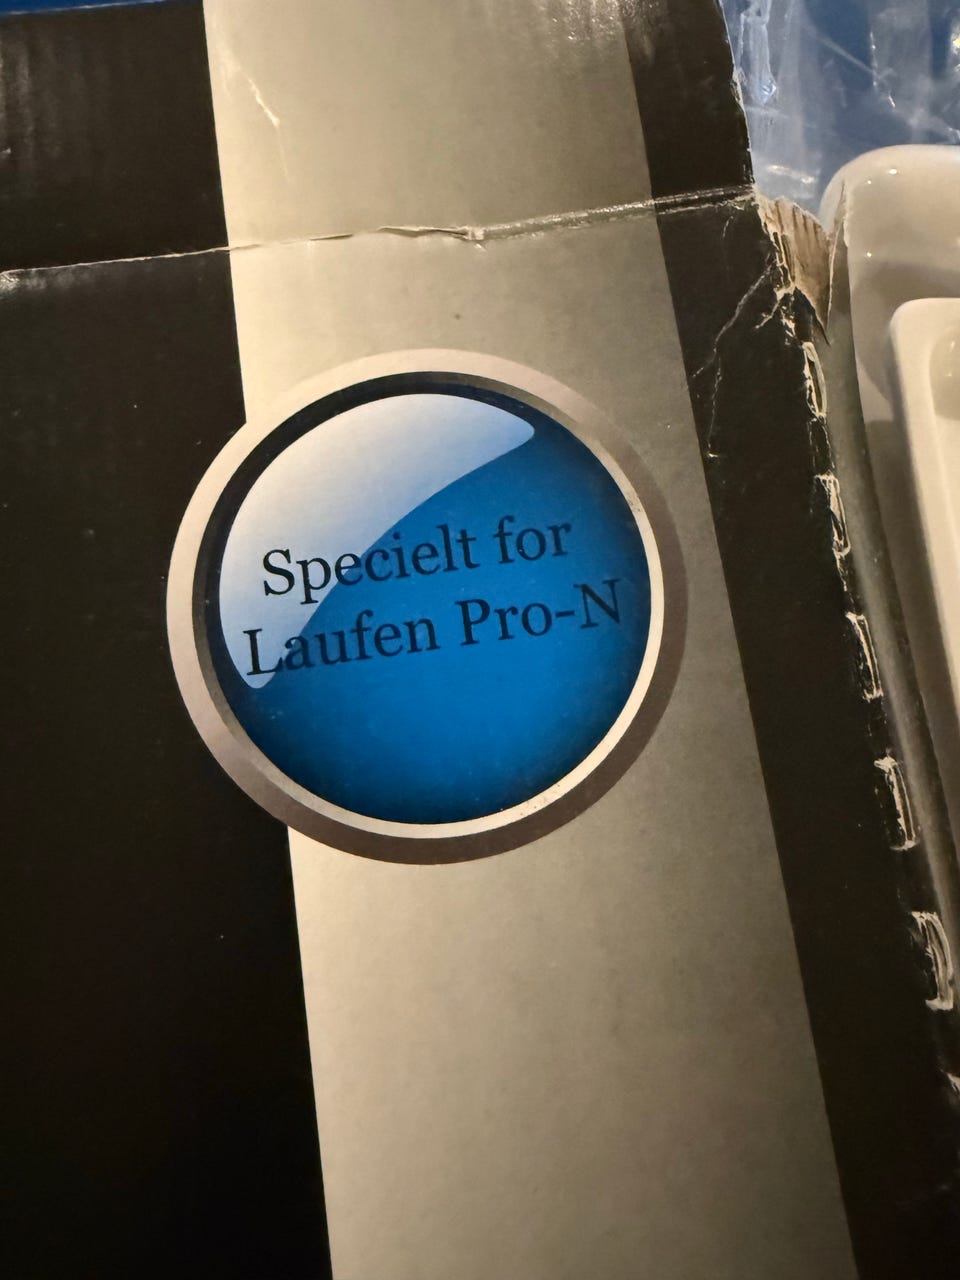 Specielt for
Laufen Pro-N